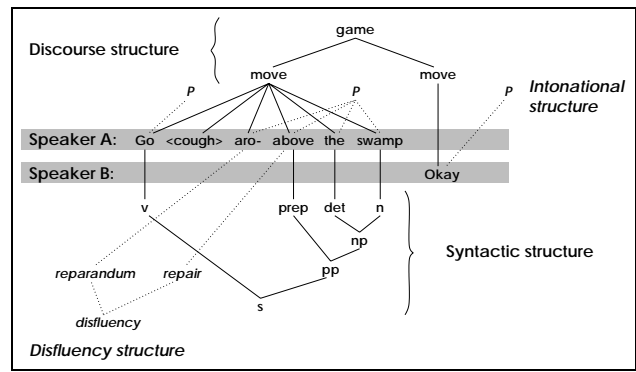 game
Discourse structure
move move
P P P Intonational
structure
Speaker A: Go <cough> aro- above the swamp
Speaker B: Okay
v prep det n
np
Syntactic structure
reparandum repair pp
s
disfluency
Disfluency structure